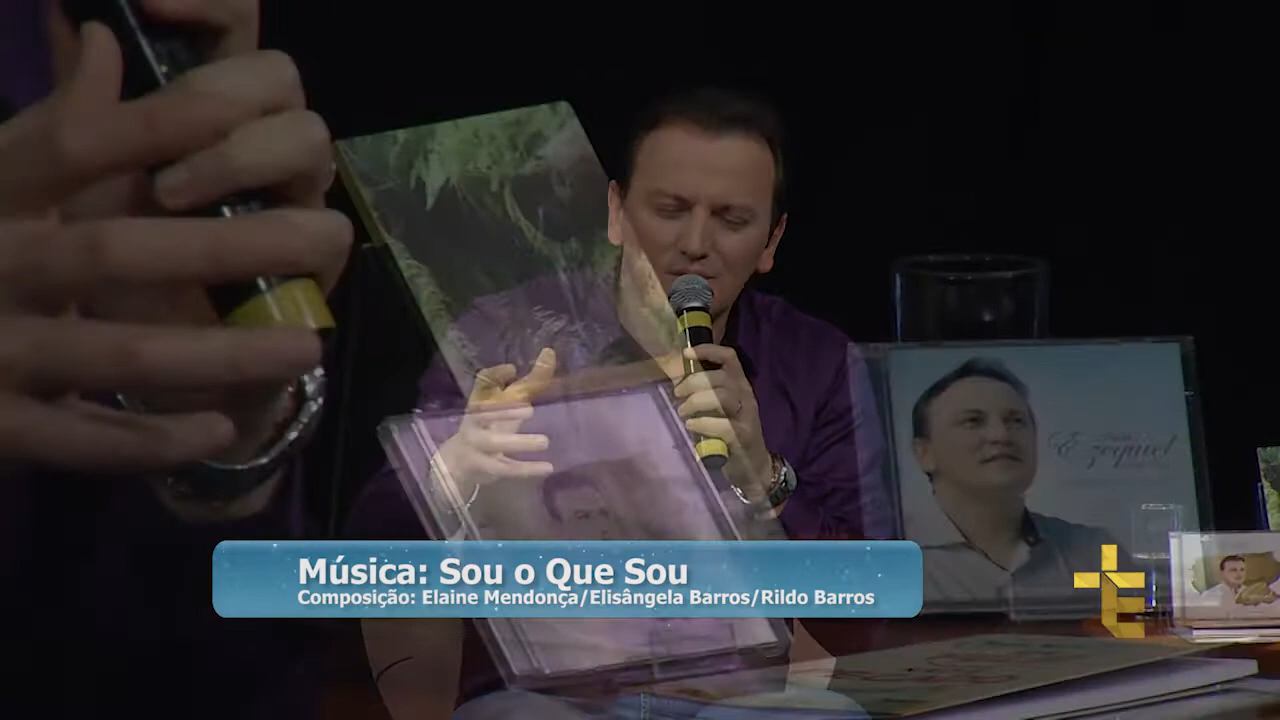 Ezequiel
Música: Sou o Que Sou
Composição: Elaine Mendonça/Elisângela Barros/Rildo Barros